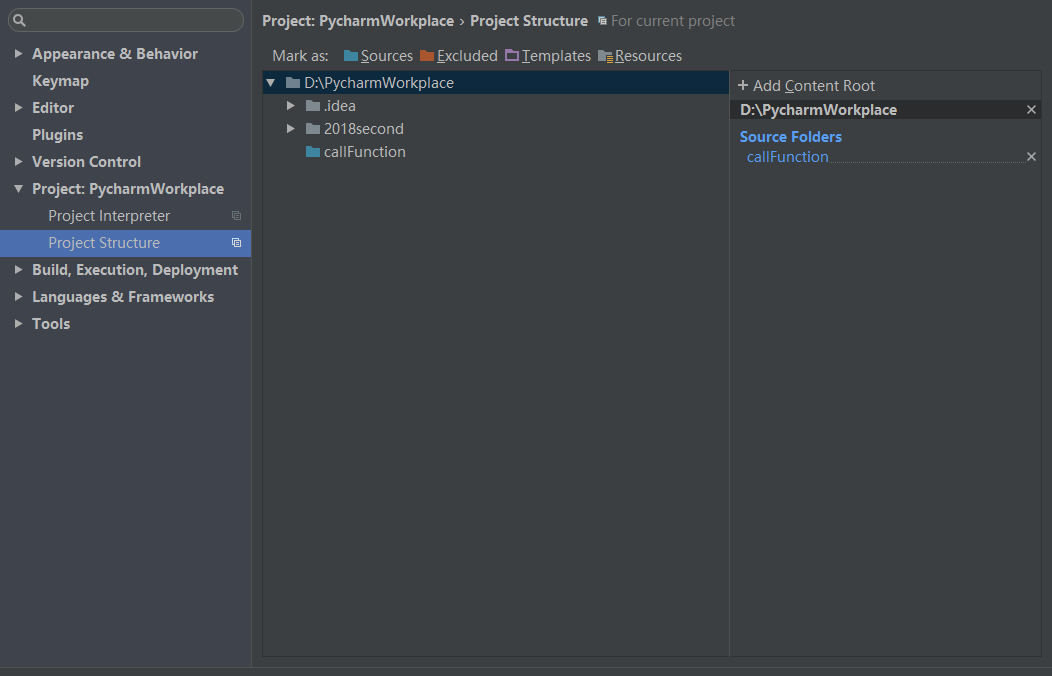 Project: PycharmWorkplace › Project Structure For current project
Appearance & Behavior
Keymap
Editor
Plugins
Version Control
Project: PycharmWorkplace
Project Interpreter
Project Structure
Build, Execution, Deployment
Languages & Frameworks
Tools
Mark as: Sources Excluded Templates Resources
D:\PycharmWorkplace
.idea
2018second
callFunction
+ Add Content Root
D:\PycharmWorkplace
Source Folders
callFunction